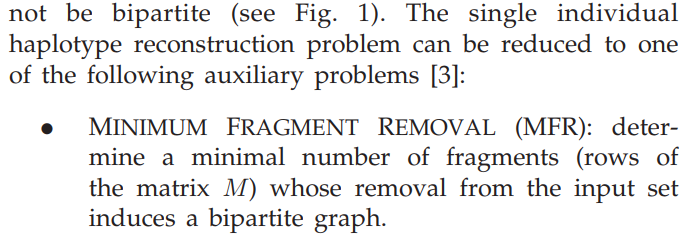 not be bipartite (see Fig. 1). The single individual
haplotype reconstruction problem can be reduced to one
of the following auxiliary problems [3]:
• MINIMUM FRAGMENT REMOVAL (MFR): deter-
mine a minimal number of fragments (rows of
the matrix M) whose removal from the input set
induces a bipartite graph.